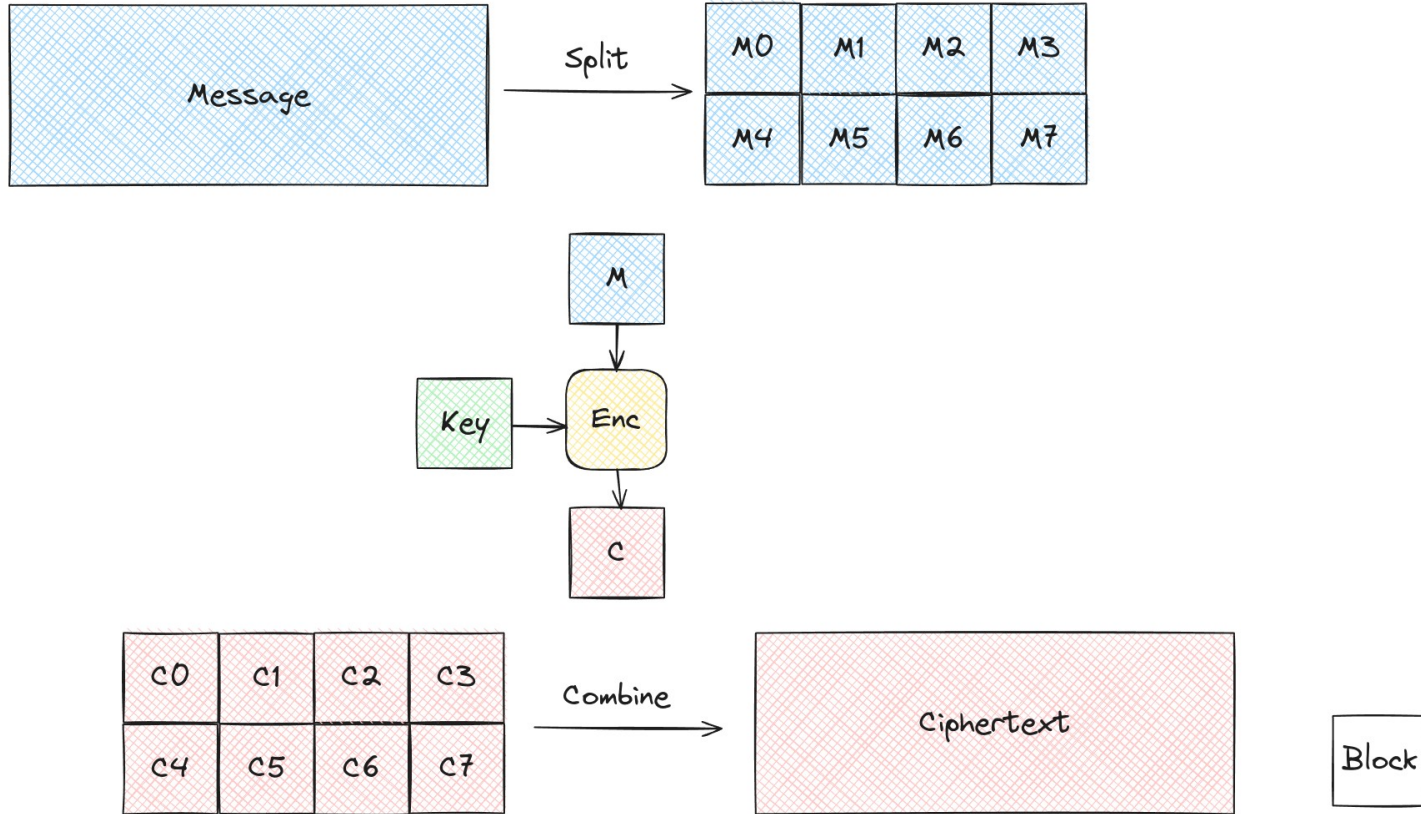 Message
Split
M0 M1 M2 M3
M4 M5 M6 M7
M
Key
Enc
C
C0 C1 C2 C3
C4 C5 C6 C7
Combine
Ciphertext
Block